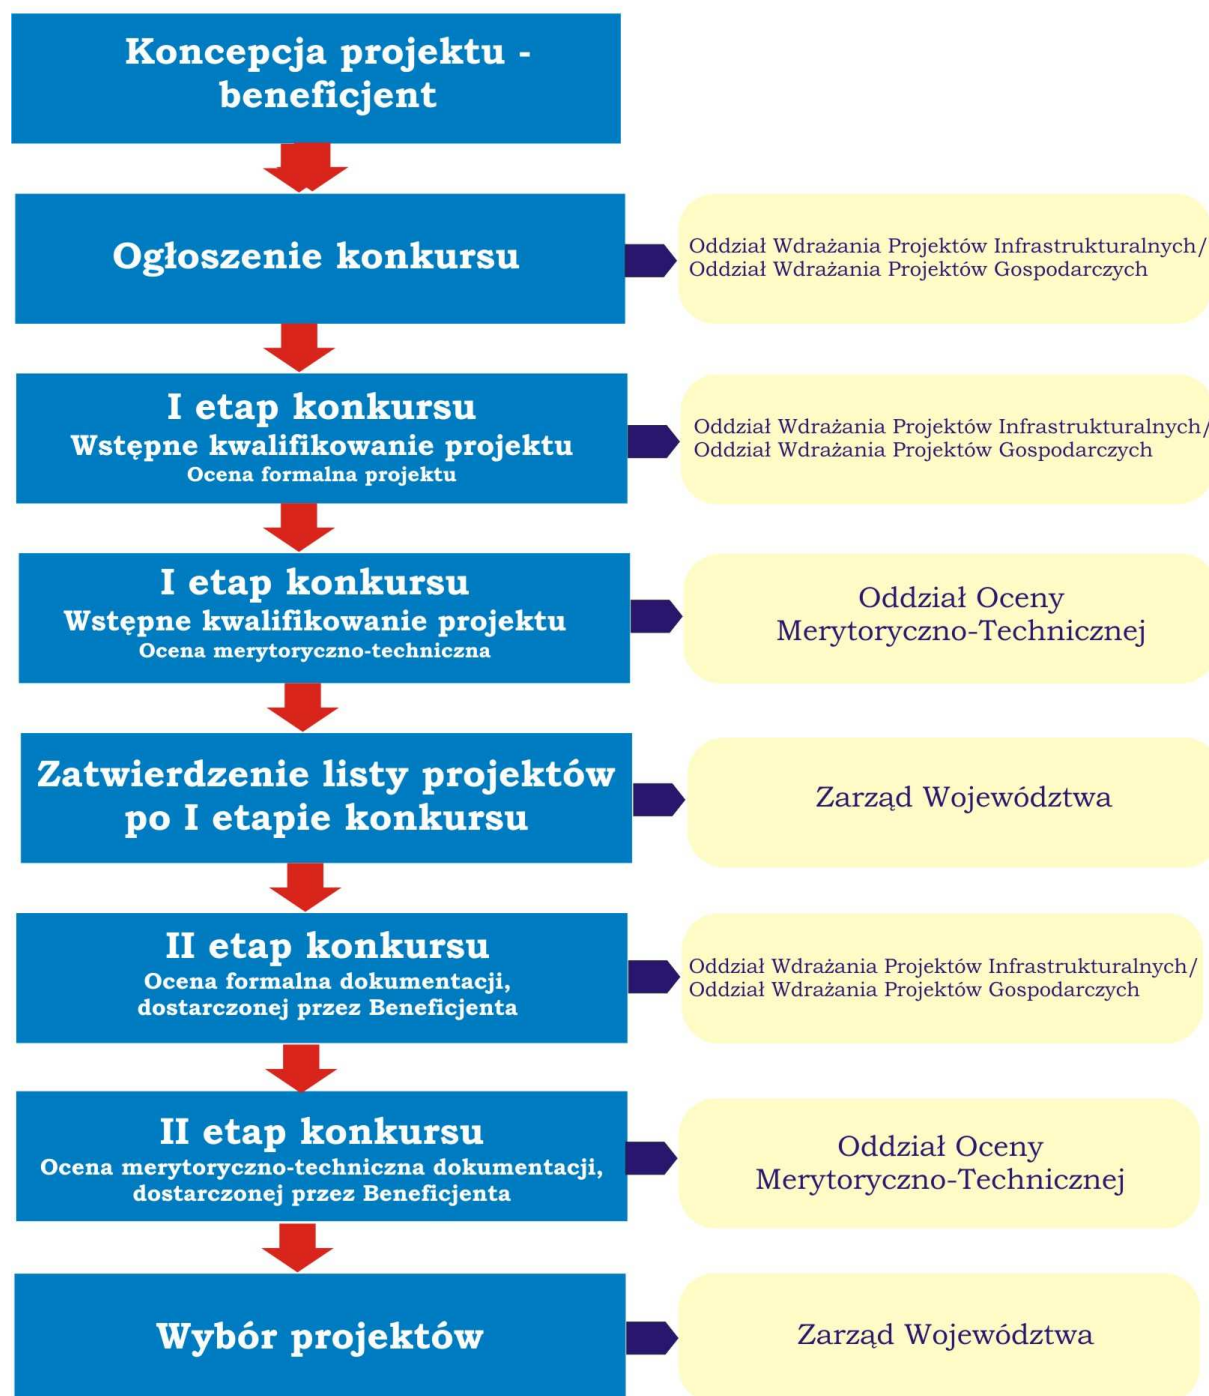 Koncepcja projektu -
beneficjent
Ogłoszenie konkursu
Oddział Wdrażania Projektów Infrastrukturalnych/
Oddział Wdrażania Projektów Gospodarczych
I etap konkursu
Wstępne kwalifikowanie projektu
Ocena formalna projektu
Oddział Wdrażania Projektów Infrastrukturalnych/
Oddział Wdrażania Projektów Gospodarczych
I etap konkursu
Wstępne kwalifikowanie projektu
Ocena merytoryczno-techniczna
Oddział Oceny
Merytoryczno-Technicznej
Zatwierdzenie listy projektów
po I etapie konkursu
Zarząd Województwa
II etap konkursu
Ocena formalna dokumentacji,
dostarczonej przez Beneficjenta
Oddział Wdrażania Projektów Infrastrukturalnych/
Oddział Wdrażania Projektów Gospodarczych
II etap konkursu
Ocena merytoryczno-techniczna dokumentacji,
dostarczonej przez Beneficjenta
Oddział Oceny
Merytoryczno-Technicznej
Wybór projektów
Zarząd Województwa